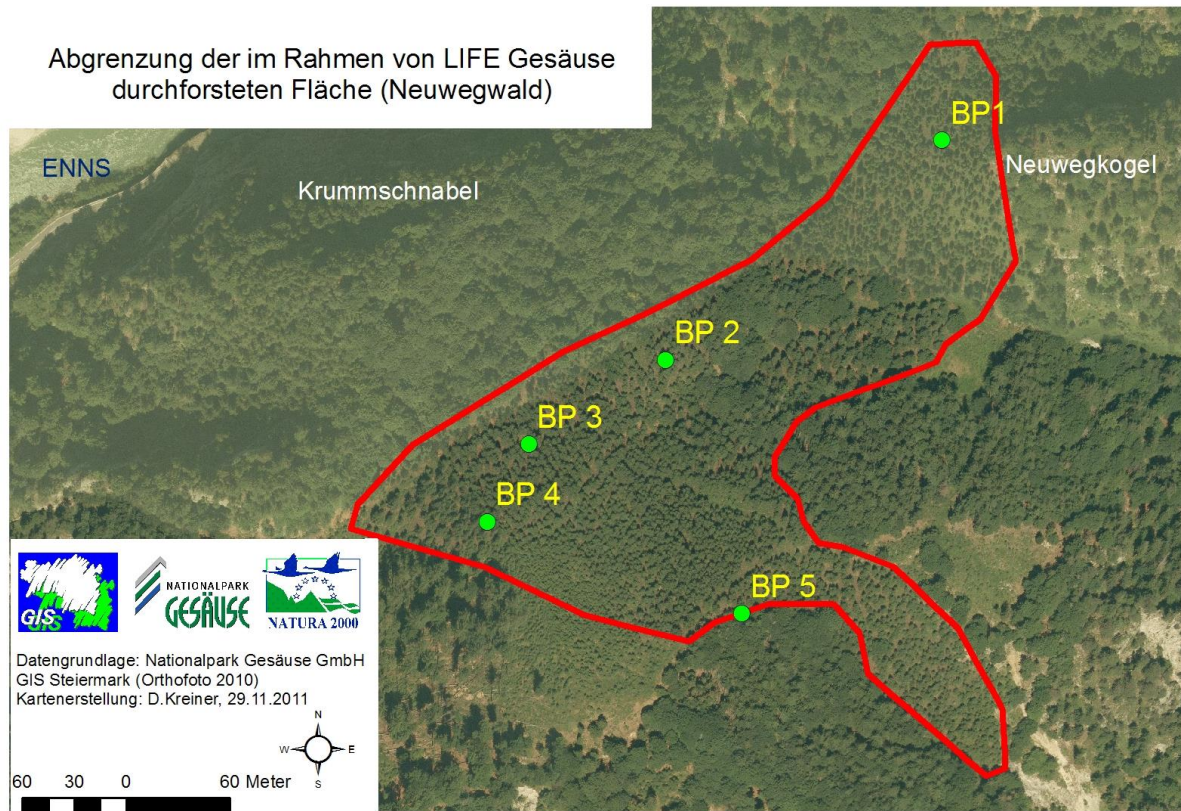 Abgrenzung der im Rahmen von LIFE Gesäuse
durchforsteten Fläche (Neuwegwald)
ENNS
Krummschnabel
BP1
Neuwegkogel
BP 2
BP 3
BP 4
BP 5
GIS
GIS
NATIONALPARK
GESÄUSE
NATURA 2000
Datengrundlage: Nationalpark Gesäuse GmbH
GIS Steiermark (Orthofoto 2010)
Kartenerstellung: D.Kreiner, 29.11.2011
N
W E
S
60 30 0 60 Meter